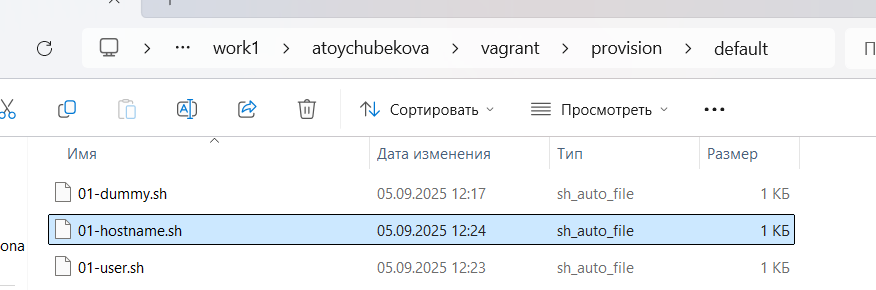 ... work1 > atoychubekova > vagrant > provision > default П
Сортировать Просмотреть ...
Имя Дата изменения Тип Размер
01-dummy.sh 05.09.2025 12:17 sh_auto_file 1 КБ
ona 01-hostname.sh 05.09.2025 12:24 sh_auto_file 1 КБ
01-user.sh 05.09.2025 12:23 sh_auto_file 1 КБ